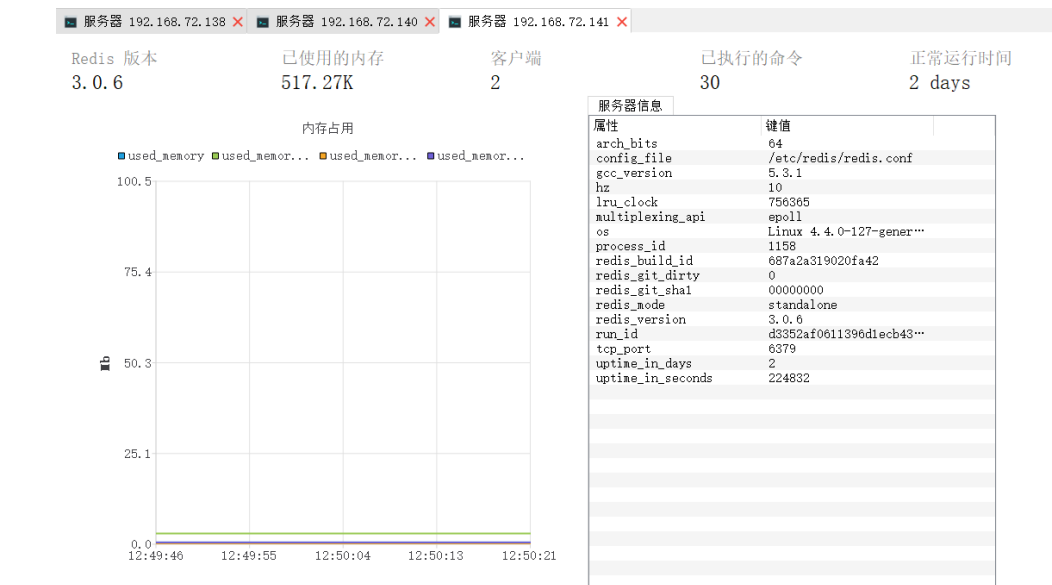 服务器 192.168.72.138 服务器 192.168.72.140 服务器 192.168.72.141
Redis 版本 已使用的内存 客户端 已执行的命令 正常运行时间
3.0.6 517.27K 2 30 2 days
内存占用
used_memory used_memor... used_memor... used_memor...
100.5
75.4
50.3
25.1
0.0
Mb
12:49:46 12:49:55 12:50:04 12:50:13 12:50:21
服务器信息
属性 键值
arch_bits 64
config_file /etc/redis/redis.conf
gcc_version 5.3.1
hz 10
lru_clock 756365
multiplexing_api epoll
os Linux 4.4.0-127-gener…
process_id 1158
redis_build_id 687a2a319020fa42
redis_git_dirty 0
redis_git_sha1 00000000
redis_mode standalone
redis_version 3.0.6
run_id d3352af0611396d1ecb43…
tcp_port 6379
uptime_in_days 2
uptime_in_seconds 224832